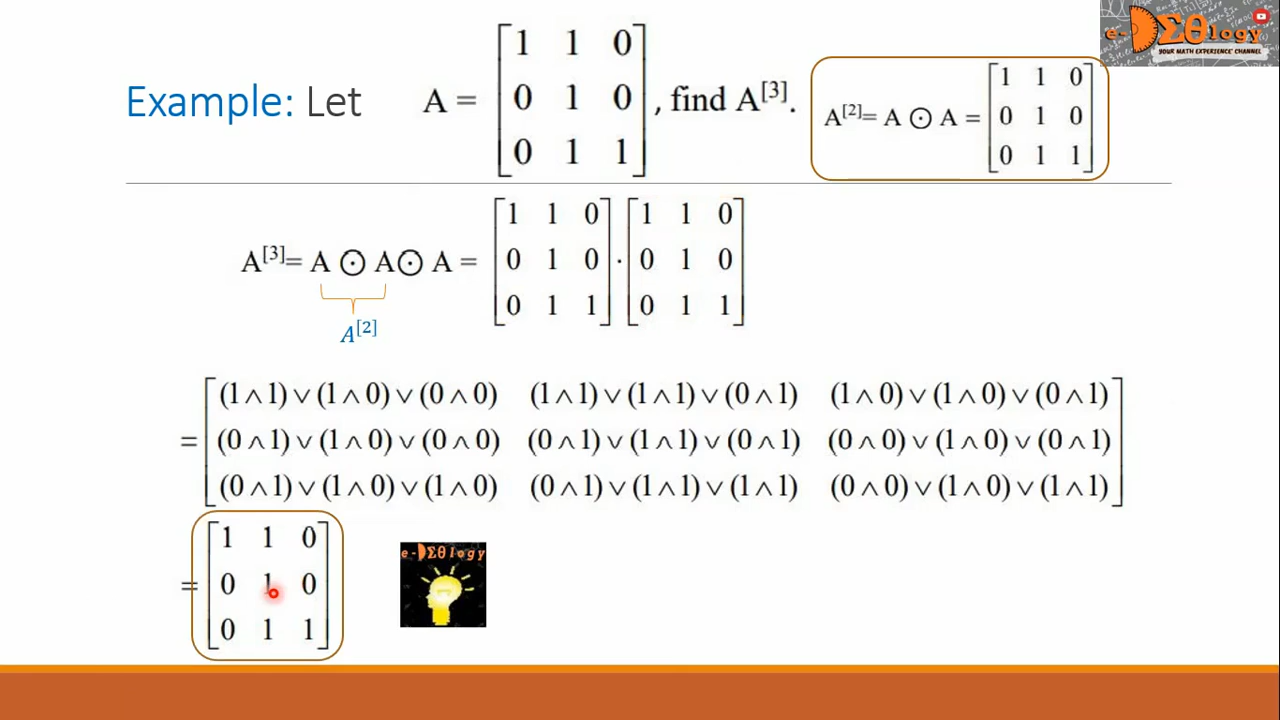 e-DΣθlogy
YOUR MATH EXPERIENCE CHANNEL
Example: Let A = [1 1 0; 0 1 0; 0 1 1], find A^[3].
A^[2]= A ⊙ A = [1 1 0; 0 1 0; 0 1 1]
A^[3]= A ⊙ A ⊙ A = [1 1 0; 0 1 0; 0 1 1] · [1 1 0; 0 1 0; 0 1 1]
A^[2]
= [(1 ∧ 1) ∨ (1 ∧ 0) ∨ (0 ∧ 0) (1 ∧ 1) ∨ (1 ∧ 1) ∨ (0 ∧ 1) (1 ∧ 0) ∨ (1 ∧ 0) ∨ (0 ∧ 1)
(0 ∧ 1) ∨ (1 ∧ 0) ∨ (0 ∧ 0) (0 ∧ 1) ∨ (1 ∧ 1) ∨ (0 ∧ 1) (0 ∧ 0) ∨ (1 ∧ 0) ∨ (0 ∧ 1)
(0 ∧ 1) ∨ (1 ∧ 0) ∨ (1 ∧ 0) (0 ∧ 1) ∨ (1 ∧ 1) ∨ (1 ∧ 1) (0 ∧ 0) ∨ (1 ∧ 0) ∨ (1 ∧ 1)]
= [1 1 0
0 1 0
0 1 1]
e-DΣθlogy